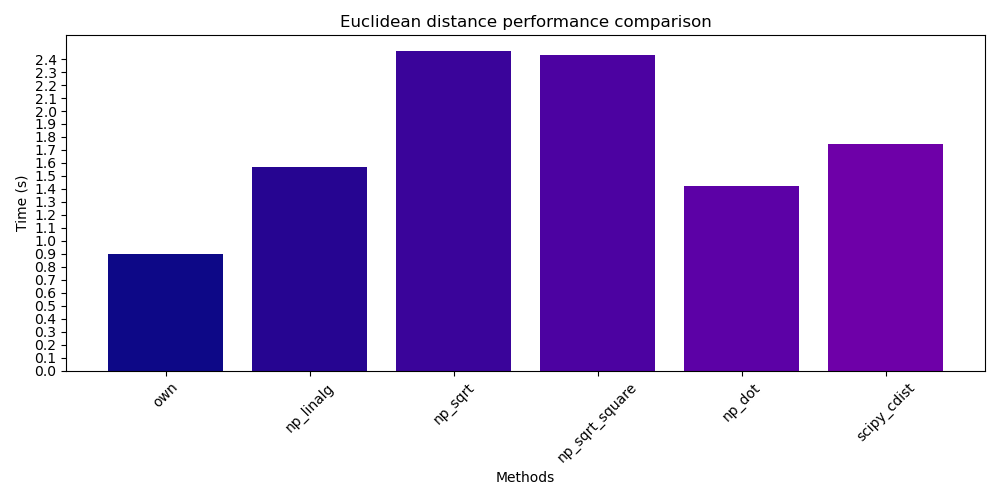 Euclidean distance performance comparison
Time (s)
2.4
2.3
2.2
2.1
2.0
1.9
1.8
1.7
1.6
1.5
1.4
1.3
1.2
1.1
1.0
0.9
0.8
0.7
0.6
0.5
0.4
0.3
0.2
0.1
0.0
own
np_linalg
np_sqrt
np_sqrt_square
np_dot
scipy_cdist
Methods